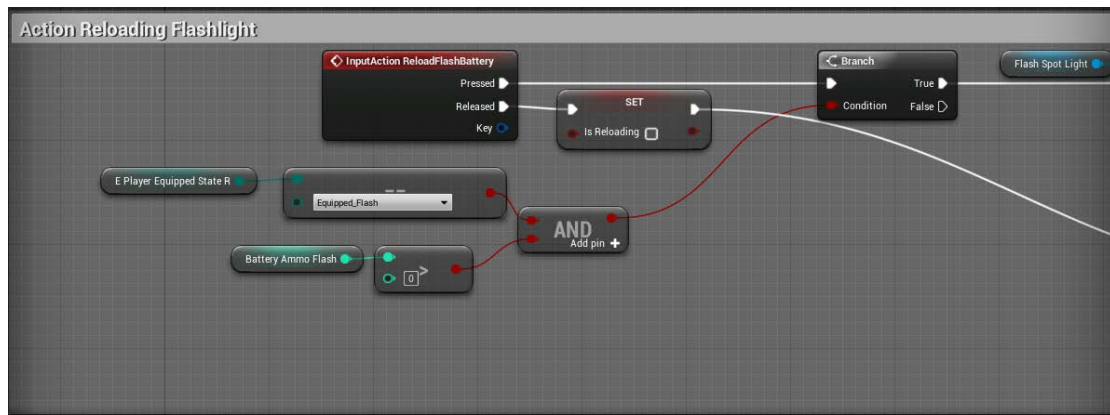 Action Reloading Flashlight
InputAction ReloadFlashBattery
Pressed
Released
Key
SET
Is Reloading
Branch
True
Condition
False
Flash Spot Light
E Player Equipped State R
==
Equipped_Flash
AND
Add pin +
Battery Ammo Flash
>
0